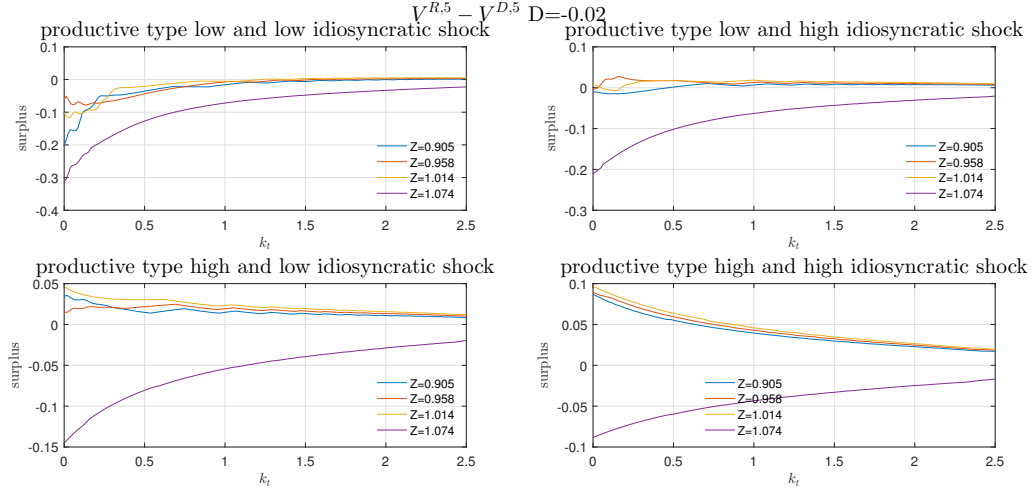 V^{R,5} − V^{D,5} D=-0.02
productive type low and low idiosyncratic shock
0.1
0
-0.1
-0.2
-0.3
-0.4
surplus
Z=0.905
Z=0.958
Z=1.014
Z=1.074
0 0.5 1 1.5 2 2.5
k_t
productive type low and high idiosyncratic shock
0.1
0
-0.1
-0.2
-0.3
surplus
Z=0.905
Z=0.958
Z=1.014
Z=1.074
0 0.5 1 1.5 2 2.5
k_t
productive type high and low idiosyncratic shock
0.05
0
-0.05
-0.1
-0.15
surplus
Z=0.905
Z=0.958
Z=1.014
Z=1.074
0 0.5 1 1.5 2 2.5
k_t
productive type high and high idiosyncratic shock
0.1
0.05
0
-0.05
-0.1
surplus
Z=0.905
Z=0.958
Z=1.014
Z=1.074
0 0.5 1 1.5 2 2.5
k_t